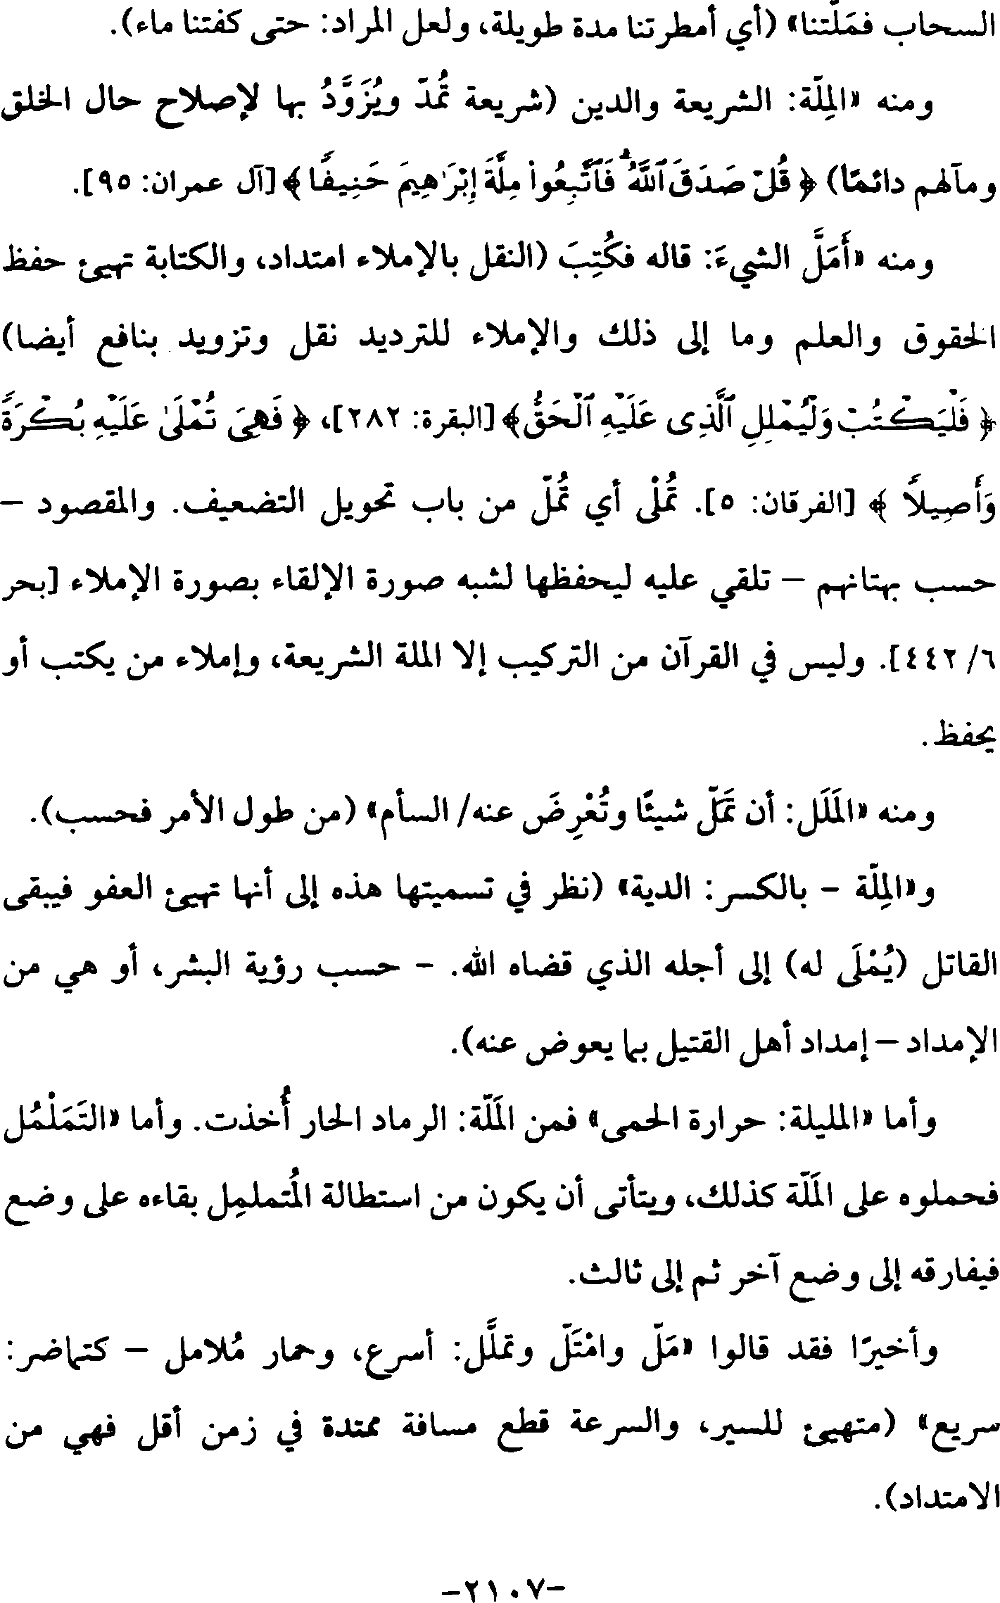 السحاب فمَلَّتنا» (أي أمطرتنا مدة طويلة، ولعل المراد: حتى كفتنا ماء).
ومنه «المِلّة: الشريعة والدين (شريعة تُمَدّ ويُزَوَّدُ بها لإصلاح حال الخلق
ومآلهم دائمًا) ﴿ قُلْ صَدَقَ ٱللَّهُ ۗ فَٱتَّبِعُوا۟ مِلَّةَ إِبْرَٰهِيمَ حَنِيفًا ﴾ [آل عمران: ٩٥].
ومنه «أَمَلَّ الشيءَ: قاله فكُتِبَ (النقل بالإملاء امتداد، والكتابة تهيئ حفظ
الحقوق والعلم وما إلى ذلك والإملاء للترديد نقل وتزويد بنافع أيضا)
﴿ فَلْيَكْتُبْ وَلْيُمْلِلِ ٱلَّذِى عَلَيْهِ ٱلْحَقُّ ﴾ [البقرة: ٢٨٢]، ﴿ فَهِىَ تُمْلَىٰ عَلَيْهِ بُكْرَةً
وَأَصِيلًا ﴾ [الفرقان: ٥]. تُمْلَى أي تُمَلّ من باب تحويل التضعيف. والمقصود –
حسب بهتانهم – تلقي عليه ليحفظها لشبه صورة الإلقاء بصورة الإملاء [بحر
٦/ ٤٤٢]. وليس في القرآن من التركيب إلا الملة الشريعة، وإملاء من يكتب أو
يحفظ.
ومنه «المَلَل: أن تَمَلّ شيئًا وتُعْرِضَ عنه/ السأم» (من طول الأمر فحسب).
و«المِلّة – بالكسر: الدية» (نظر في تسميتها هذه إلى أنها تهيئ العفو فيبقى
القاتل (يُمْلَى له) إلى أجله الذي قضاه الله. – حسب رؤية البشر، أو هي من
الإمداد – إمداد أهل القتيل بما يعوض عنه).
وأما «المليلة: حرارة الحمى» فمن المَلّة: الرماد الحار أُخذت. وأما «التَمَلْمُل
فحملوه على المَلّة كذلك، ويتأتى أن يكون من استطالة المُتململ بقاءه على وضع
فيفارقه إلى وضع آخر ثم إلى ثالث.
وأخيرًا فقد قالوا «مَلّ وامْتَلّ وتملَّل: أسرع، وحمار مُلامل – كتماضر:
سريع» (متهيئ للسير، والسرعة قطع مسافة ممتدة في زمن أقل فهي من
الامتداد).
-٢١٠٧-